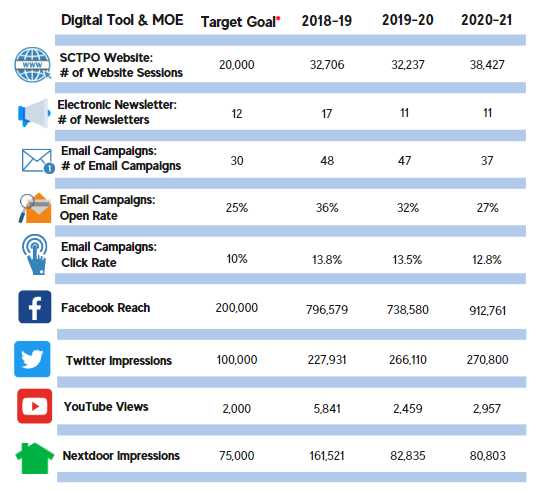 Digital Tool & MOE Target Goal* 2018-19 2019-20 2020-21
WWW
SCTPO Website:
# of Website Sessions 20,000 32,706 32,237 38,427
Electronic Newsletter:
# of Newsletters 12 17 11 11
Email Campaigns:
# of Email Campaigns 30 48 47 37
1
Email Campaigns:
Open Rate 25% 36% 32% 27%
Email Campaigns:
Click Rate 10% 13.8% 13.5% 12.8%
Facebook Reach 200,000 796,579 738,580 912,761
Twitter Impressions 100,000 227,931 266,110 270,800
YouTube Views 2,000 5,841 2,459 2,957
Nextdoor Impressions 75,000 161,521 82,835 80,803